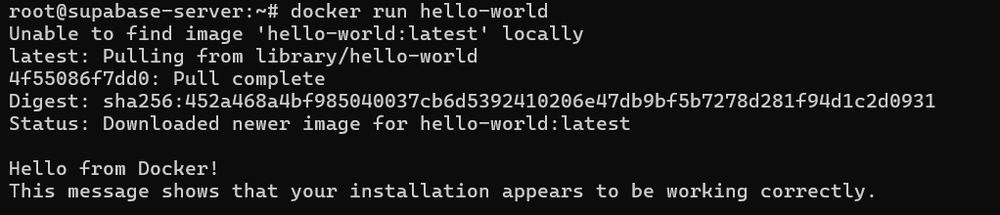 root@supabase-server:~# docker run hello-world
Unable to find image 'hello-world:latest' locally
latest: Pulling from library/hello-world
4f55086f7dd0: Pull complete
Digest: sha256:452a468a4bf985040037cb6d5392410206e47db9bf5b7278d281f94d1c2d0931
Status: Downloaded newer image for hello-world:latest
Hello from Docker!
This message shows that your installation appears to be working correctly.